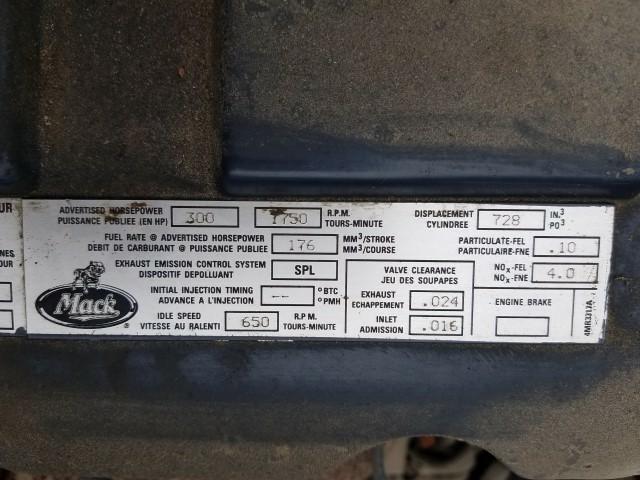 UR
ADVERTISED HORSEPOWER
PUISSANCE PUBLIEE (EN HP)
300
1750
R.P.M.
TOURS-MINUTE
DISPLACEMENT
CYLINDREE
728
IN.³
PO³
FUEL RATE @ ADVERTISED HORSEPOWER
DEBIT DE CARBURANT @ PUISSANCE PUBLIÉE
176
MM³/STROKE
MM³/COURSE
PARTICULATE-FEL
PARTICULAIRE-FNE
.10
NES
OUR
EXHAUST EMISSION CONTROL SYSTEM
DISPOSITIF DEPOLLUANT
SPL
VALVE CLEARANCE
JEU DES SOUPAPES
NOx-FEL
NOx-FNE
4.0
Mack
®
INITIAL INJECTION TIMING
ADVANCE A L'INJECTION
--
°BTC
°PMH
EXHAUST
ECHAPPEMENT
.024
ENGINE BRAKE
IDLE SPEED
VITESSE AU RALENTI
650
R.P.M.
TOURS-MINUTE
INLET
ADMISSION
.016